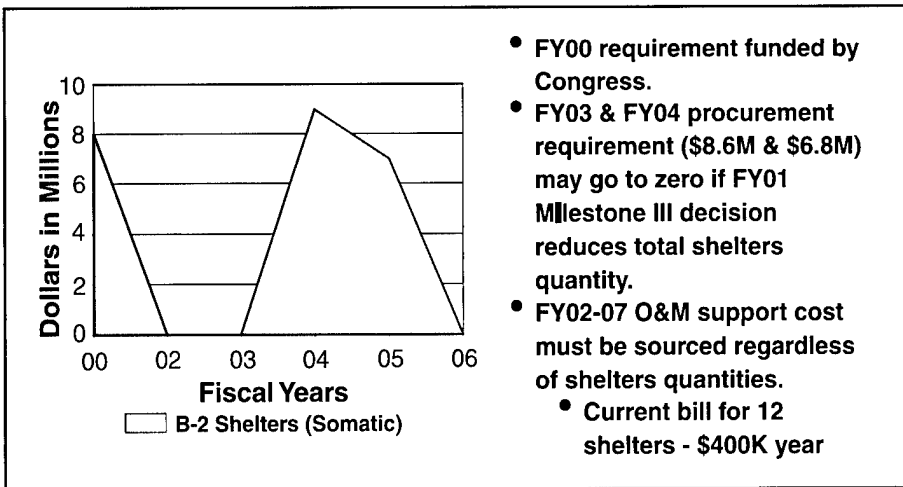 10
8
6
4
2
0
Dollars in Millions
00 02 03 04 05 06
Fiscal Years
B-2 Shelters (Somatic)
• FY00 requirement funded by
Congress.
• FY03 & FY04 procurement
requirement ($8.6M & $6.8M)
may go to zero if FY01
Milestone III decision
reduces total shelters
quantity.
• FY02-07 O&M support cost
must be sourced regardless
of shelters quantities.
• Current bill for 12
shelters - $400K year